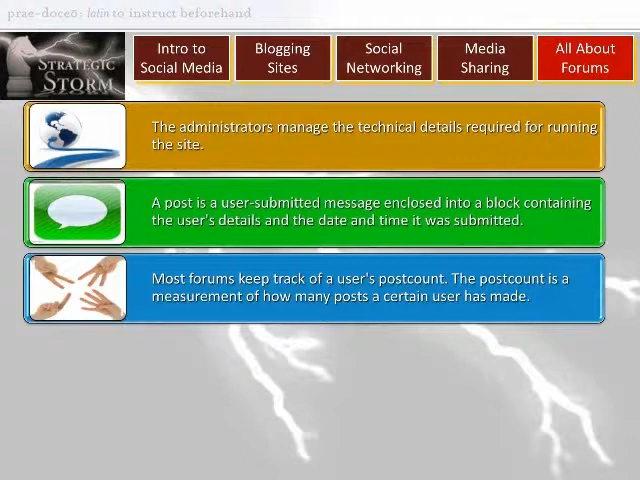 prae-doceō: latin to instruct beforehand
STRATEGIC
STORM
Intro to
Social Media
Blogging
Sites
Social
Networking
Media
Sharing
All About
Forums
The administrators manage the technical details required for running
the site.
A post is a user-submitted message enclosed into a block containing
the user's details and the date and time it was submitted.
Most forums keep track of a user's postcount. The postcount is a
measurement of how many posts a certain user has made.